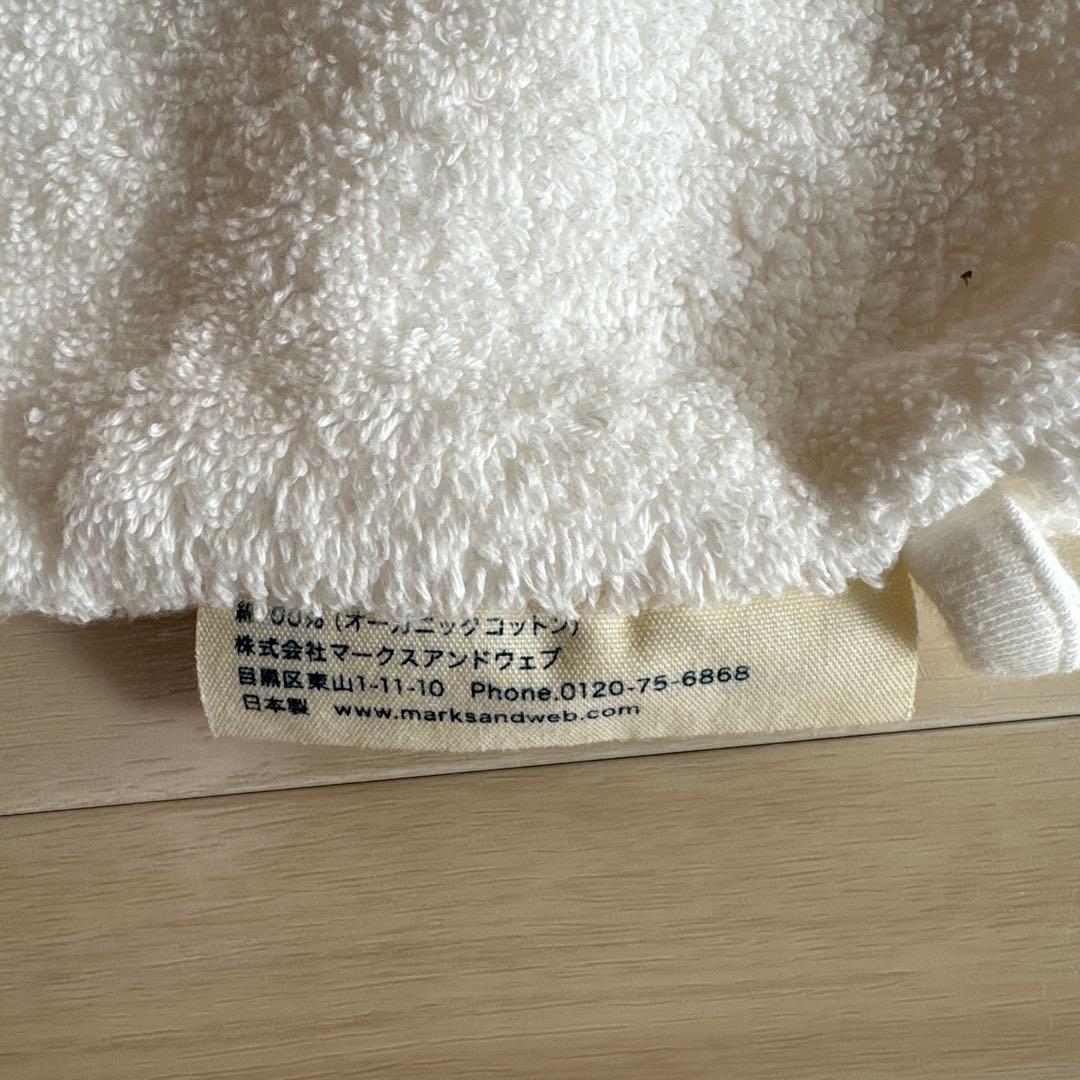 綿100% (オーガニックコットン)
株式会社マークスアンドウェブ
目黒区東山1-11-10 Phone.0120-75-6868
日本製 www.marksandweb.com